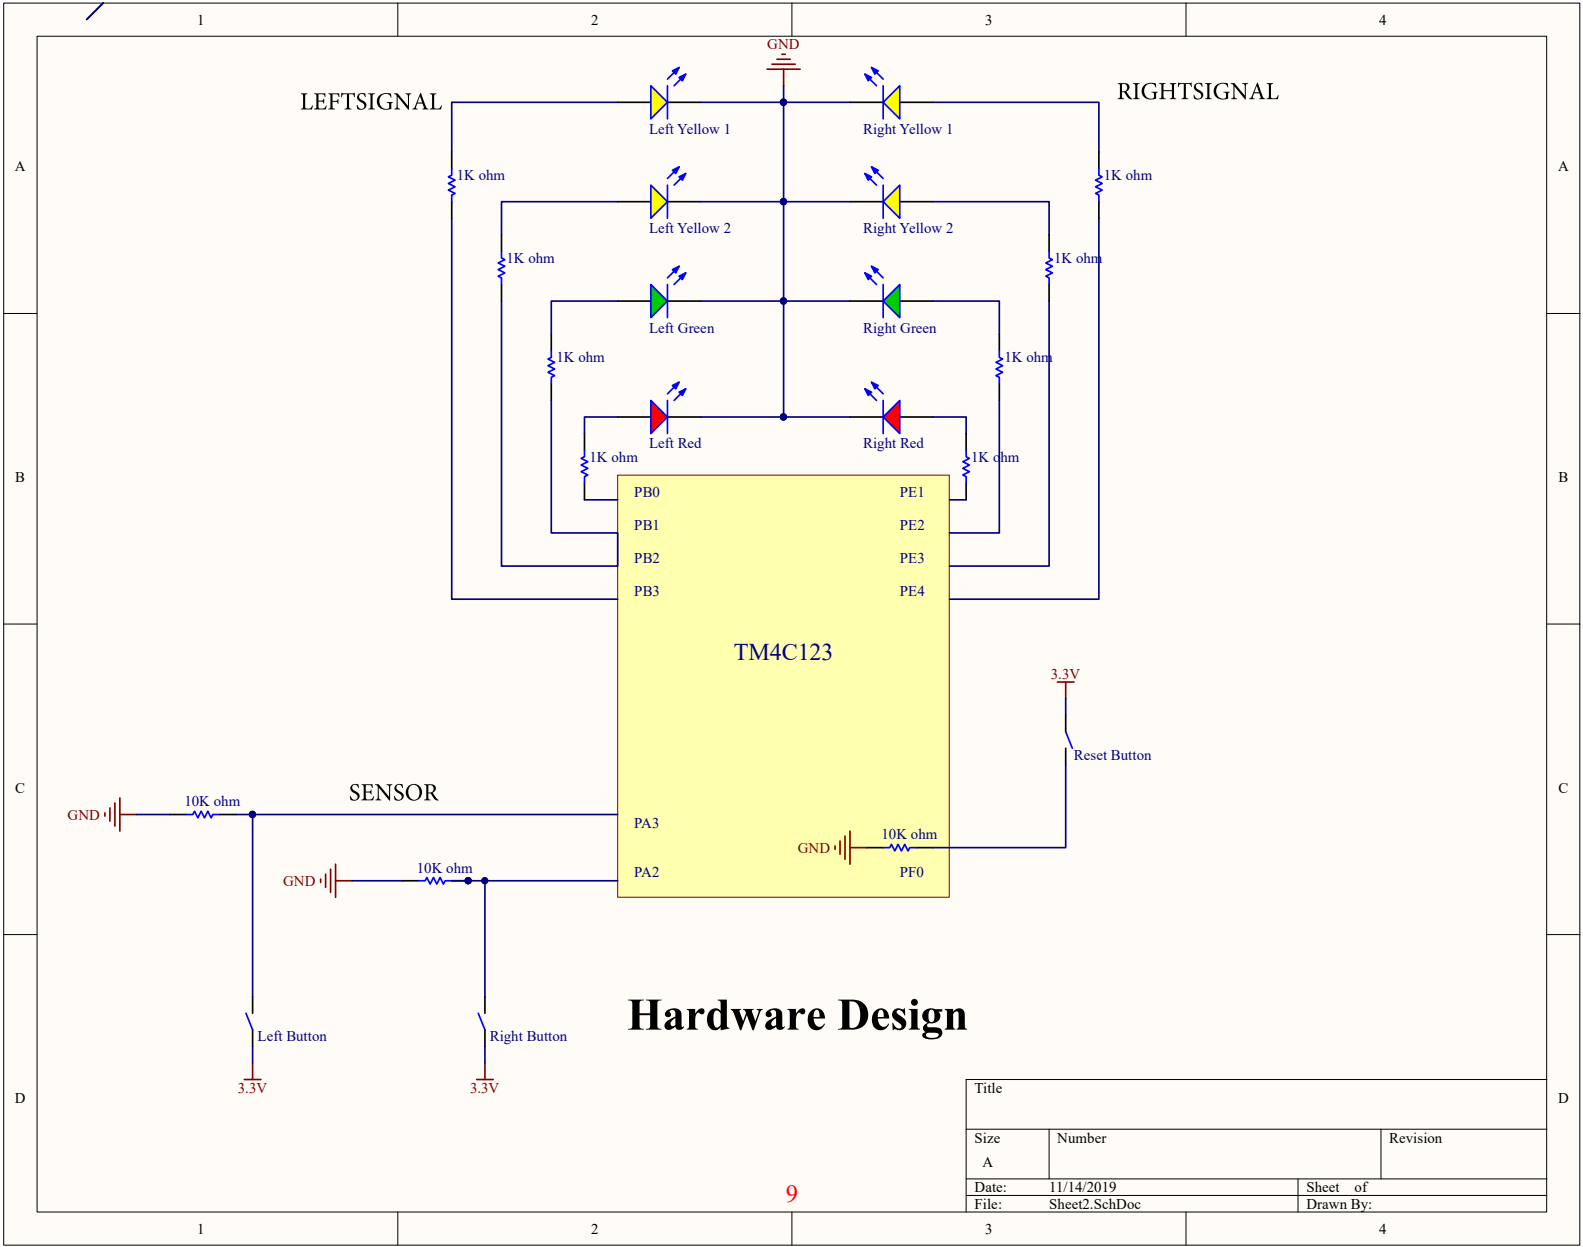 1 2 3 4
GND
LEFTSIGNAL RIGHTSIGNAL
Left Yellow 1 Right Yellow 1
A A
1K ohm 1K ohm
Left Yellow 2 Right Yellow 2
1K ohm 1K ohm
Left Green Right Green
1K ohm 1K ohm
Left Red Right Red
1K ohm 1K ohm
B B
PB0 PE1
PB1 PE2
PB2 PE3
PB3 PE4
TM4C123
3.3V
Reset Button
C C
SENSOR
10K ohm
GND
PA3
10K ohm
GND
10K ohm
GND
PA2 PF0
Hardware Design
Left Button Right Button
3.3V 3.3V
D D
Title
Size Number Revision
A
Date: 11/14/2019 Sheet of
File: Sheet2.SchDoc Drawn By:
9
1 2 3 4